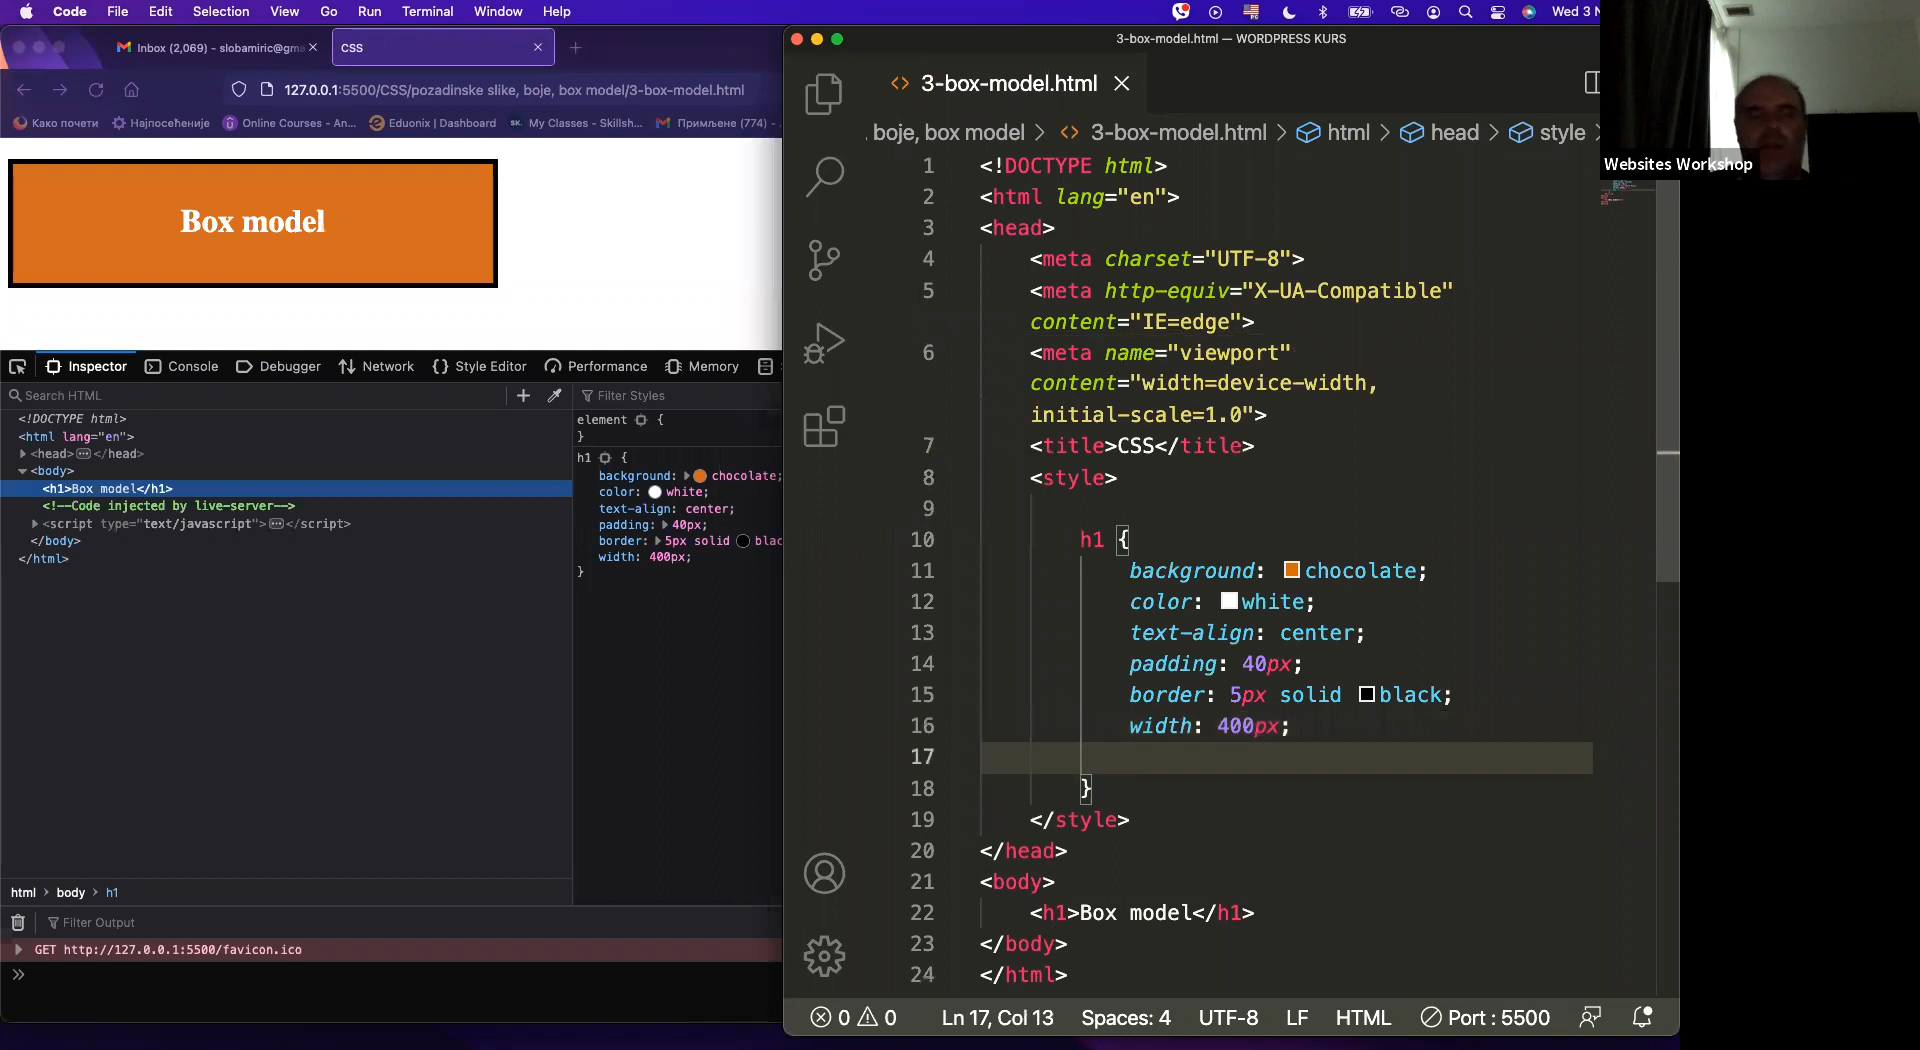 Code File Edit Selection View Go Run Terminal Window Help
Wed 3 N
Inbox (2,069) - slobamiric@gma
CSS
127.0.0.1:5500/CSS/pozadinske slike, boje, box model/3-box-model.html
Како почети Најпосећеније Online Courses - An... Eduonix | Dashboard SK. My Classes - Skillsh... Примљене (774) -
Box model
Inspector Console Debugger Network Style Editor Performance Memory
Search HTML
<!DOCTYPE html>
<html lang="en">
<head> </head>
<body>
<h1>Box model</h1>
<!--Code injected by live-server-->
<script type="text/javascript"> </script>
</body>
</html>
Filter Styles
element {
}
h1 {
background: chocolate;
color: white;
text-align: center;
padding: 40px;
border: 5px solid blac
width: 400px;
}
html > body > h1
Filter Output
GET http://127.0.0.1:5500/favicon.ico
3-box-model.html — WORDPRESS KURS
3-box-model.html
, boje, box model > 3-box-model.html > html > head > style >
1 <!DOCTYPE html>
2 <html lang="en">
3 <head>
4 <meta charset="UTF-8">
5 <meta http-equiv="X-UA-Compatible"
content="IE=edge">
6 <meta name="viewport"
content="width=device-width,
initial-scale=1.0">
7 <title>CSS</title>
8 <style>
9
10 h1 {
11 background: chocolate;
12 color: white;
13 text-align: center;
14 padding: 40px;
15 border: 5px solid black;
16 width: 400px;
17
18 }
19 </style>
20 </head>
21 <body>
22 <h1>Box model</h1>
23 </body>
24 </html>
0 0 Ln 17, Col 13 Spaces: 4 UTF-8 LF HTML Port : 5500
Websites Workshop